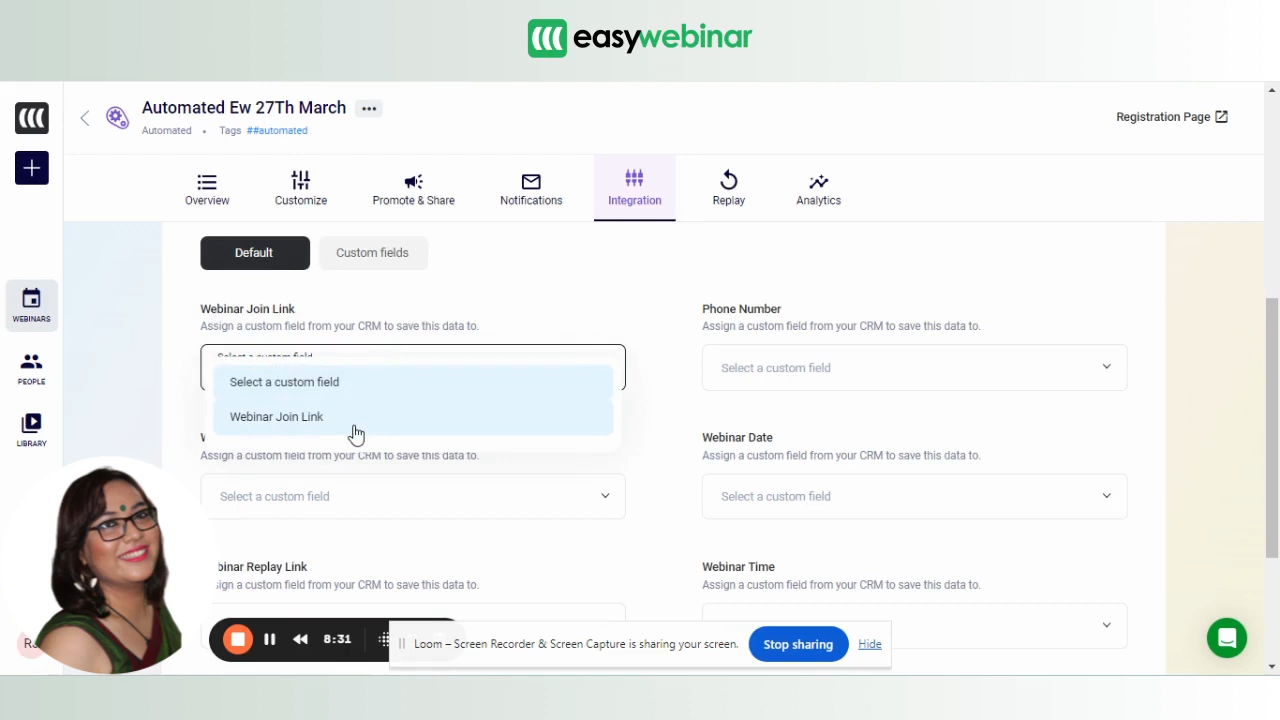 easywebinar
Automated Ew 27Th March
Automated • Tags ##automated
Registration Page
Overview
Customize
Promote & Share
Notifications
Integration
Replay
Analytics
WEBINARS
PEOPLE
LIBRARY
Default
Custom fields
Webinar Join Link
Assign a custom field from your CRM to save this data to.
Select a custom field
Select a custom field
Webinar Join Link
Assign a custom field from your CRM to save this data to.
Select a custom field
Phone Number
Assign a custom field from your CRM to save this data to.
Select a custom field
Webinar Date
Assign a custom field from your CRM to save this data to.
Select a custom field
binar Replay Link
sign a custom field from your CRM to save this data to.
Webinar Time
Assign a custom field from your CRM to save this data to.
8:31
Loom – Screen Recorder & Screen Capture is sharing your screen.
Stop sharing
Hide